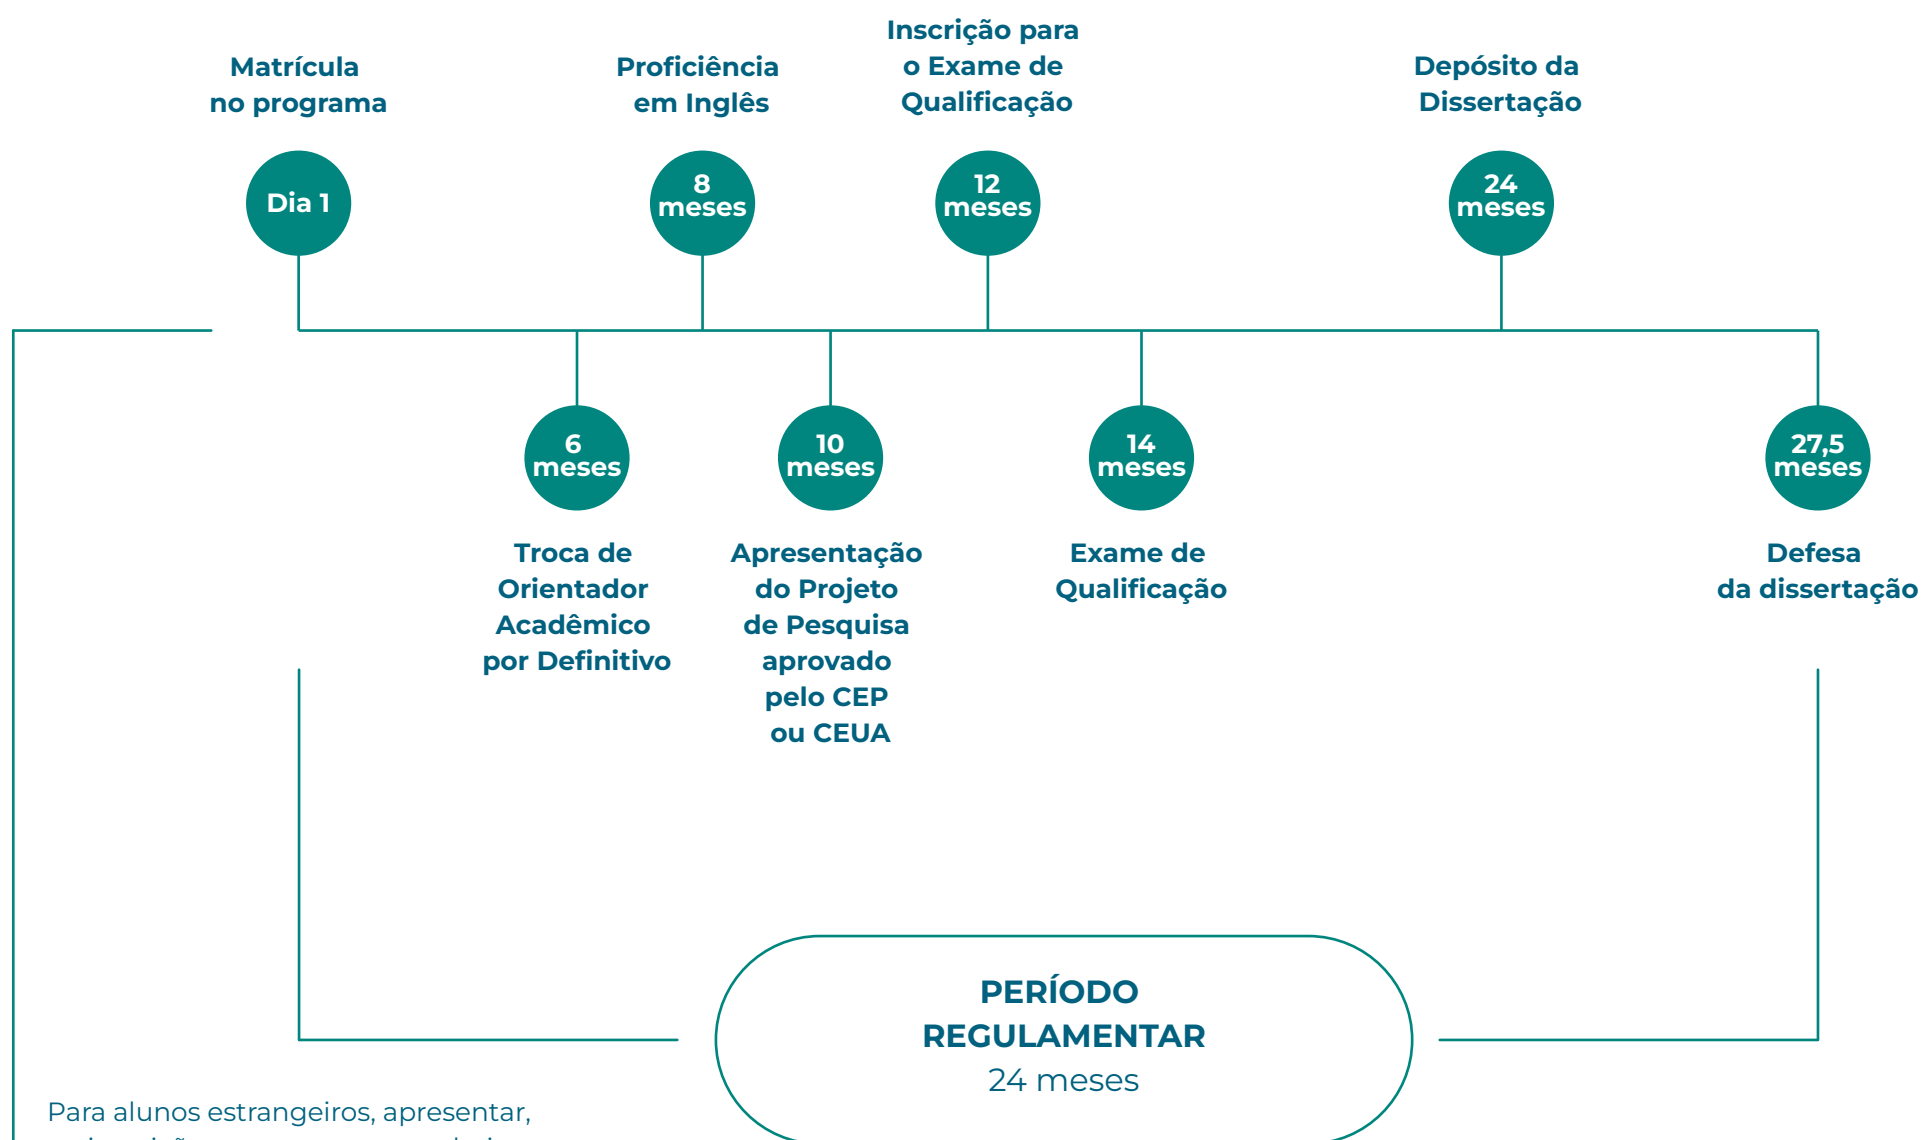 Matrícula
no programa
Dia 1
Proficiência
em Inglês
8
meses
Inscrição para
o Exame de
Qualificação
12
meses
Depósito da
Dissertação
24
meses
6
meses
Troca de
Orientador
Acadêmico
por Definitivo
10
meses
Apresentação
do Projeto
de Pesquisa
aprovado
pelo CEP
ou CEUA
14
meses
Exame de
Qualificação
27,5
meses
Defesa
da dissertação
PERÍODO
REGULAMENTAR
24 meses
Para alunos estrangeiros, apresentar,